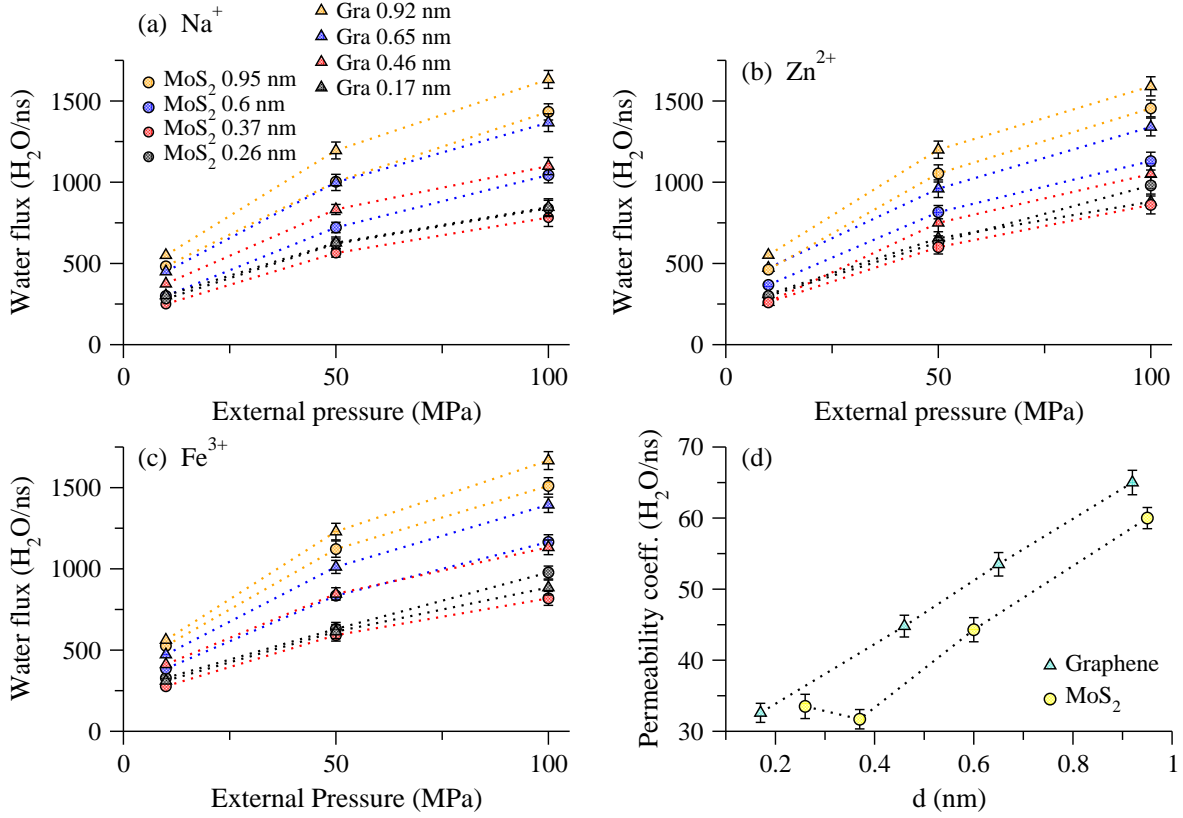 (a) Na⁺
Gra 0.92 nm
Gra 0.65 nm
Gra 0.46 nm
Gra 0.17 nm
MoS₂ 0.95 nm
MoS₂ 0.6 nm
MoS₂ 0.37 nm
MoS₂ 0.26 nm
Water flux (H₂O/ns)
1500
1000
500
0
0 50 100
External pressure (MPa)
(b) Zn²⁺
Water flux (H₂O/ns)
1500
1000
500
0
0 50 100
External pressure (MPa)
(c) Fe³⁺
Water flux (H₂O/ns)
1500
1000
500
0
0 50 100
External Pressure (MPa)
(d)
Permeability coeff. (H₂O/ns)
70
60
50
40
30
Graphene
MoS₂
0.2 0.4 0.6 0.8 1
d (nm)